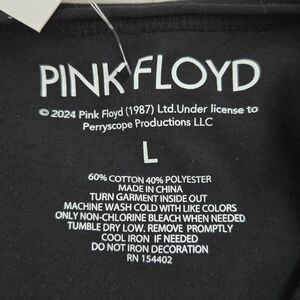 PINK FLOYD
© 2024 Pink Floyd (1987) Ltd.Under license to
Perryscope Productions LLC
L
60% COTTON 40% POLYESTER
MADE IN CHINA
TURN GARMENT INSIDE OUT
MACHINE WASH COLD WITH LIKE COLORS
ONLY NON-CHLORINE BLEACH WHEN NEEDED
TUMBLE DRY LOW. REMOVE PROMPTLY
COOL IRON IF NEEDED
DO NOT IRON DECORATION
RN 154402